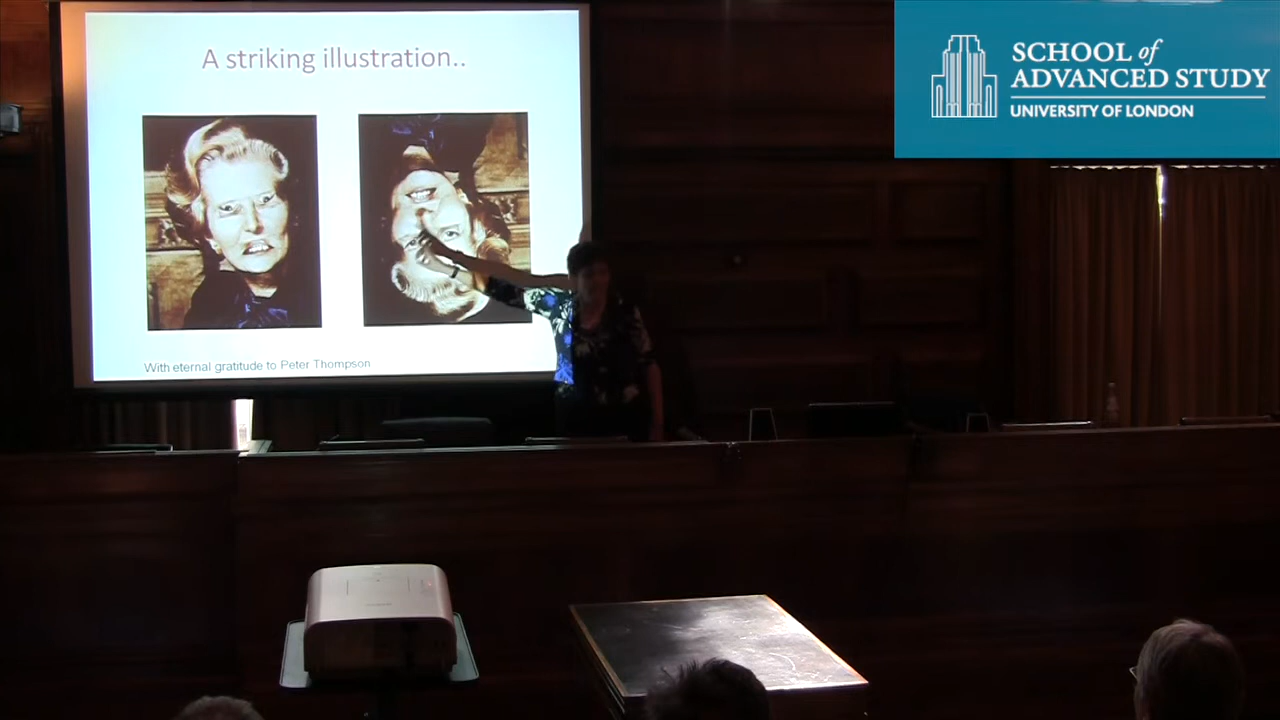 A striking illustration..
With eternal gratitude to Peter Thompson
SCHOOL of
ADVANCED STUDY
UNIVERSITY OF LONDON